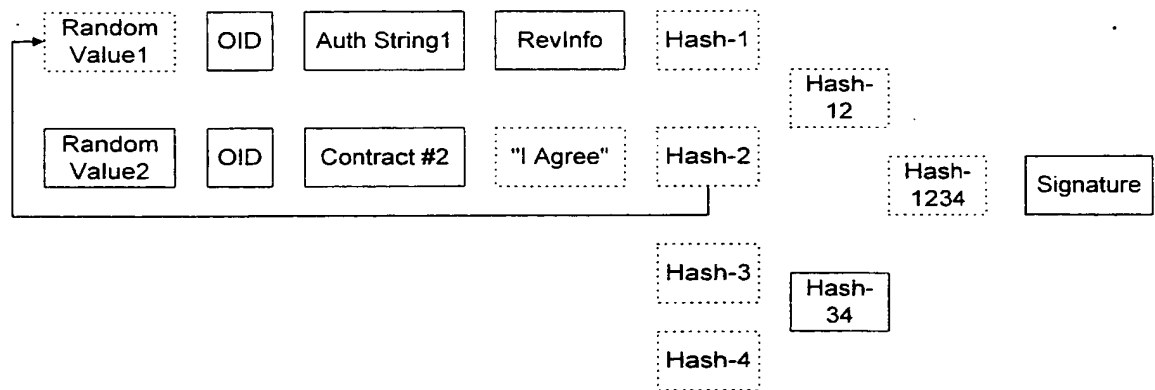 Random
Value1
OID
Auth String1
RevInfo
Hash-1
Hash-
12
Random
Value2
OID
Contract #2
"I Agree"
Hash-2
Hash-
1234
Signature
Hash-3
Hash-
34
Hash-4